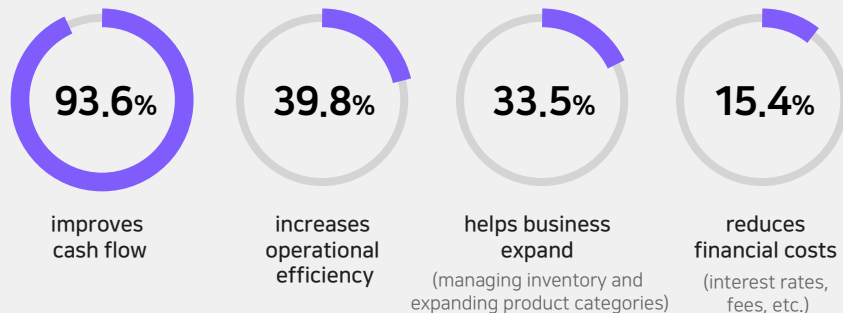 93.6%
39.8%
33.5%
15.4%
improves
cash flow
increases
operational
efficiency
helps business
expand
(managing inventory and
expanding product categories)
reduces
financial costs
(interest rates,
fees, etc.)